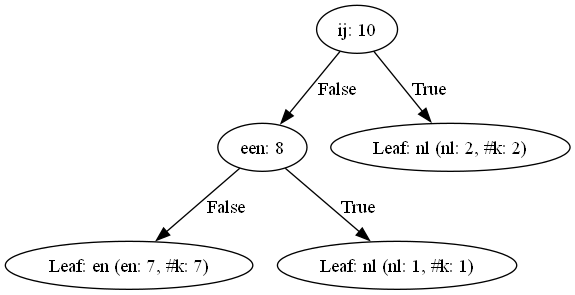 ij: 10
False
True
een: 8
Leaf: nl (nl: 2, #k: 2)
False
True
Leaf: en (en: 7, #k: 7)
Leaf: nl (nl: 1, #k: 1)